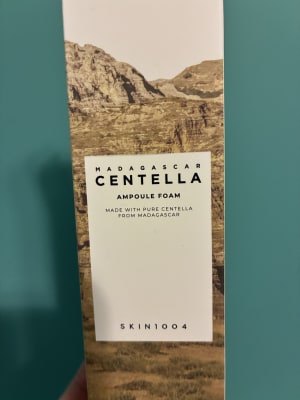 MADAGASCAR
CENTELLA
AMPOULE FOAM
MADE WITH PURE CENTELLA
FROM MADAGASCAR
SKIN1004